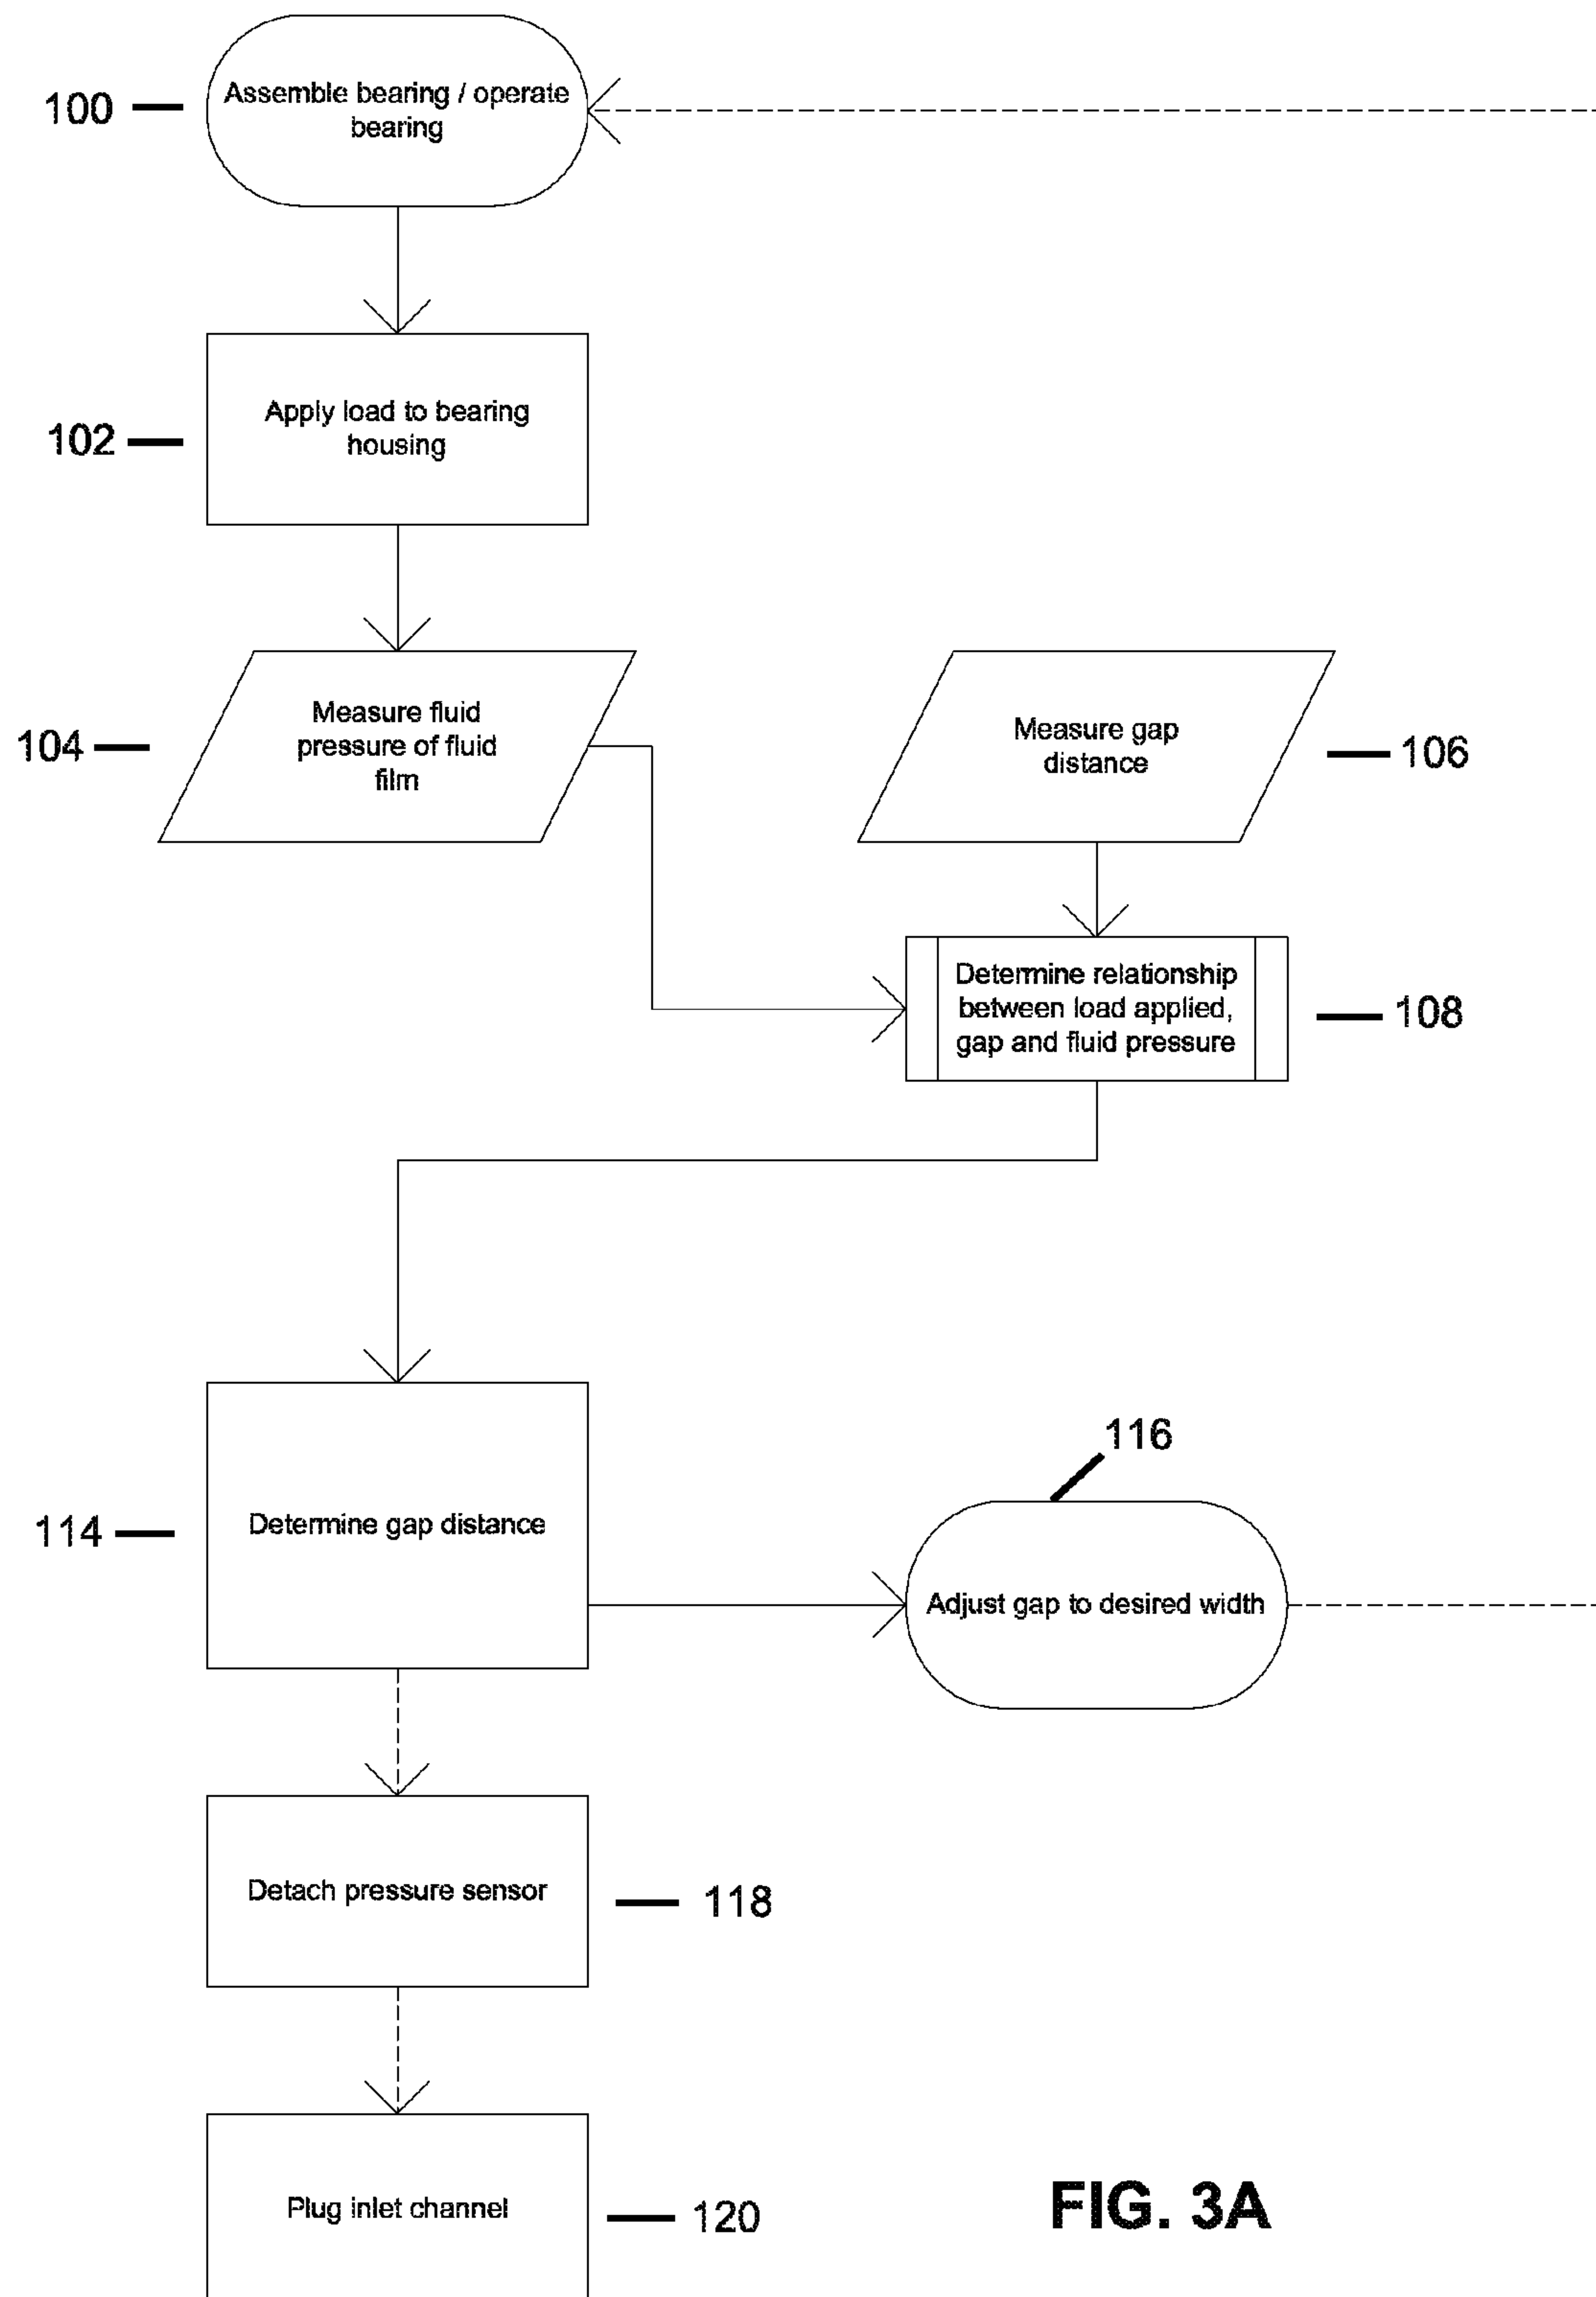 100
Assemble bearing / operate
bearing
102
Apply load to bearing
housing
104
Measure fluid
pressure of fluid
film
Measure gap
distance
106
Determine relationship
between load applied,
gap and fluid pressure
108
114
Determine gap distance
116
Adjust gap to desired width
Detach pressure sensor
118
Plug inlet channel
120
FIG. 3A